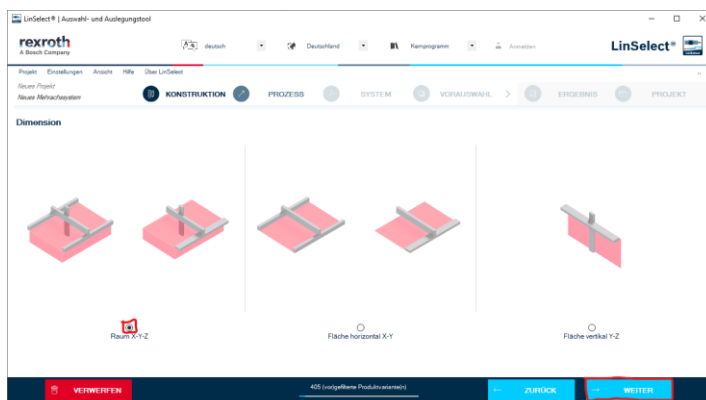 LinSelect® | Auswahl- und Auslegungstool
rexroth
A Bosch Company
deutsch
Deutschland
Kernprogramm
Anmelden
LinSelect®
Projekt Einstellungen Ansicht Hilfe Über LinSelect
Neues Projekt
Neues Mehrachssystem
KONSTRUKTION PROZESS SYSTEM VORAUSWAHL > ERGEBNIS PROJEKT
Dimension
Raum X-Y-Z
Fläche horizontal X-Y
Fläche vertikal Y-Z
VERWERFEN
405 (vorgefilterte Produktvariante(n)
← ZURÜCK
→ WEITER